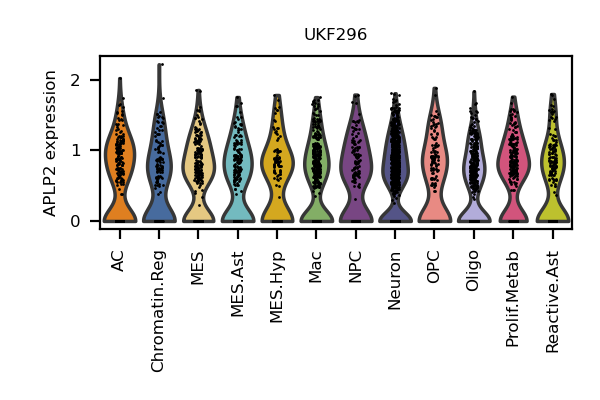 UKF296
APLP2 expression
2
1
0
AC
Chromatin.Reg
MES
MES.Ast
MES.Hyp
Mac
NPC
Neuron
OPC
Oligo
Prolif.Metab
Reactive.Ast